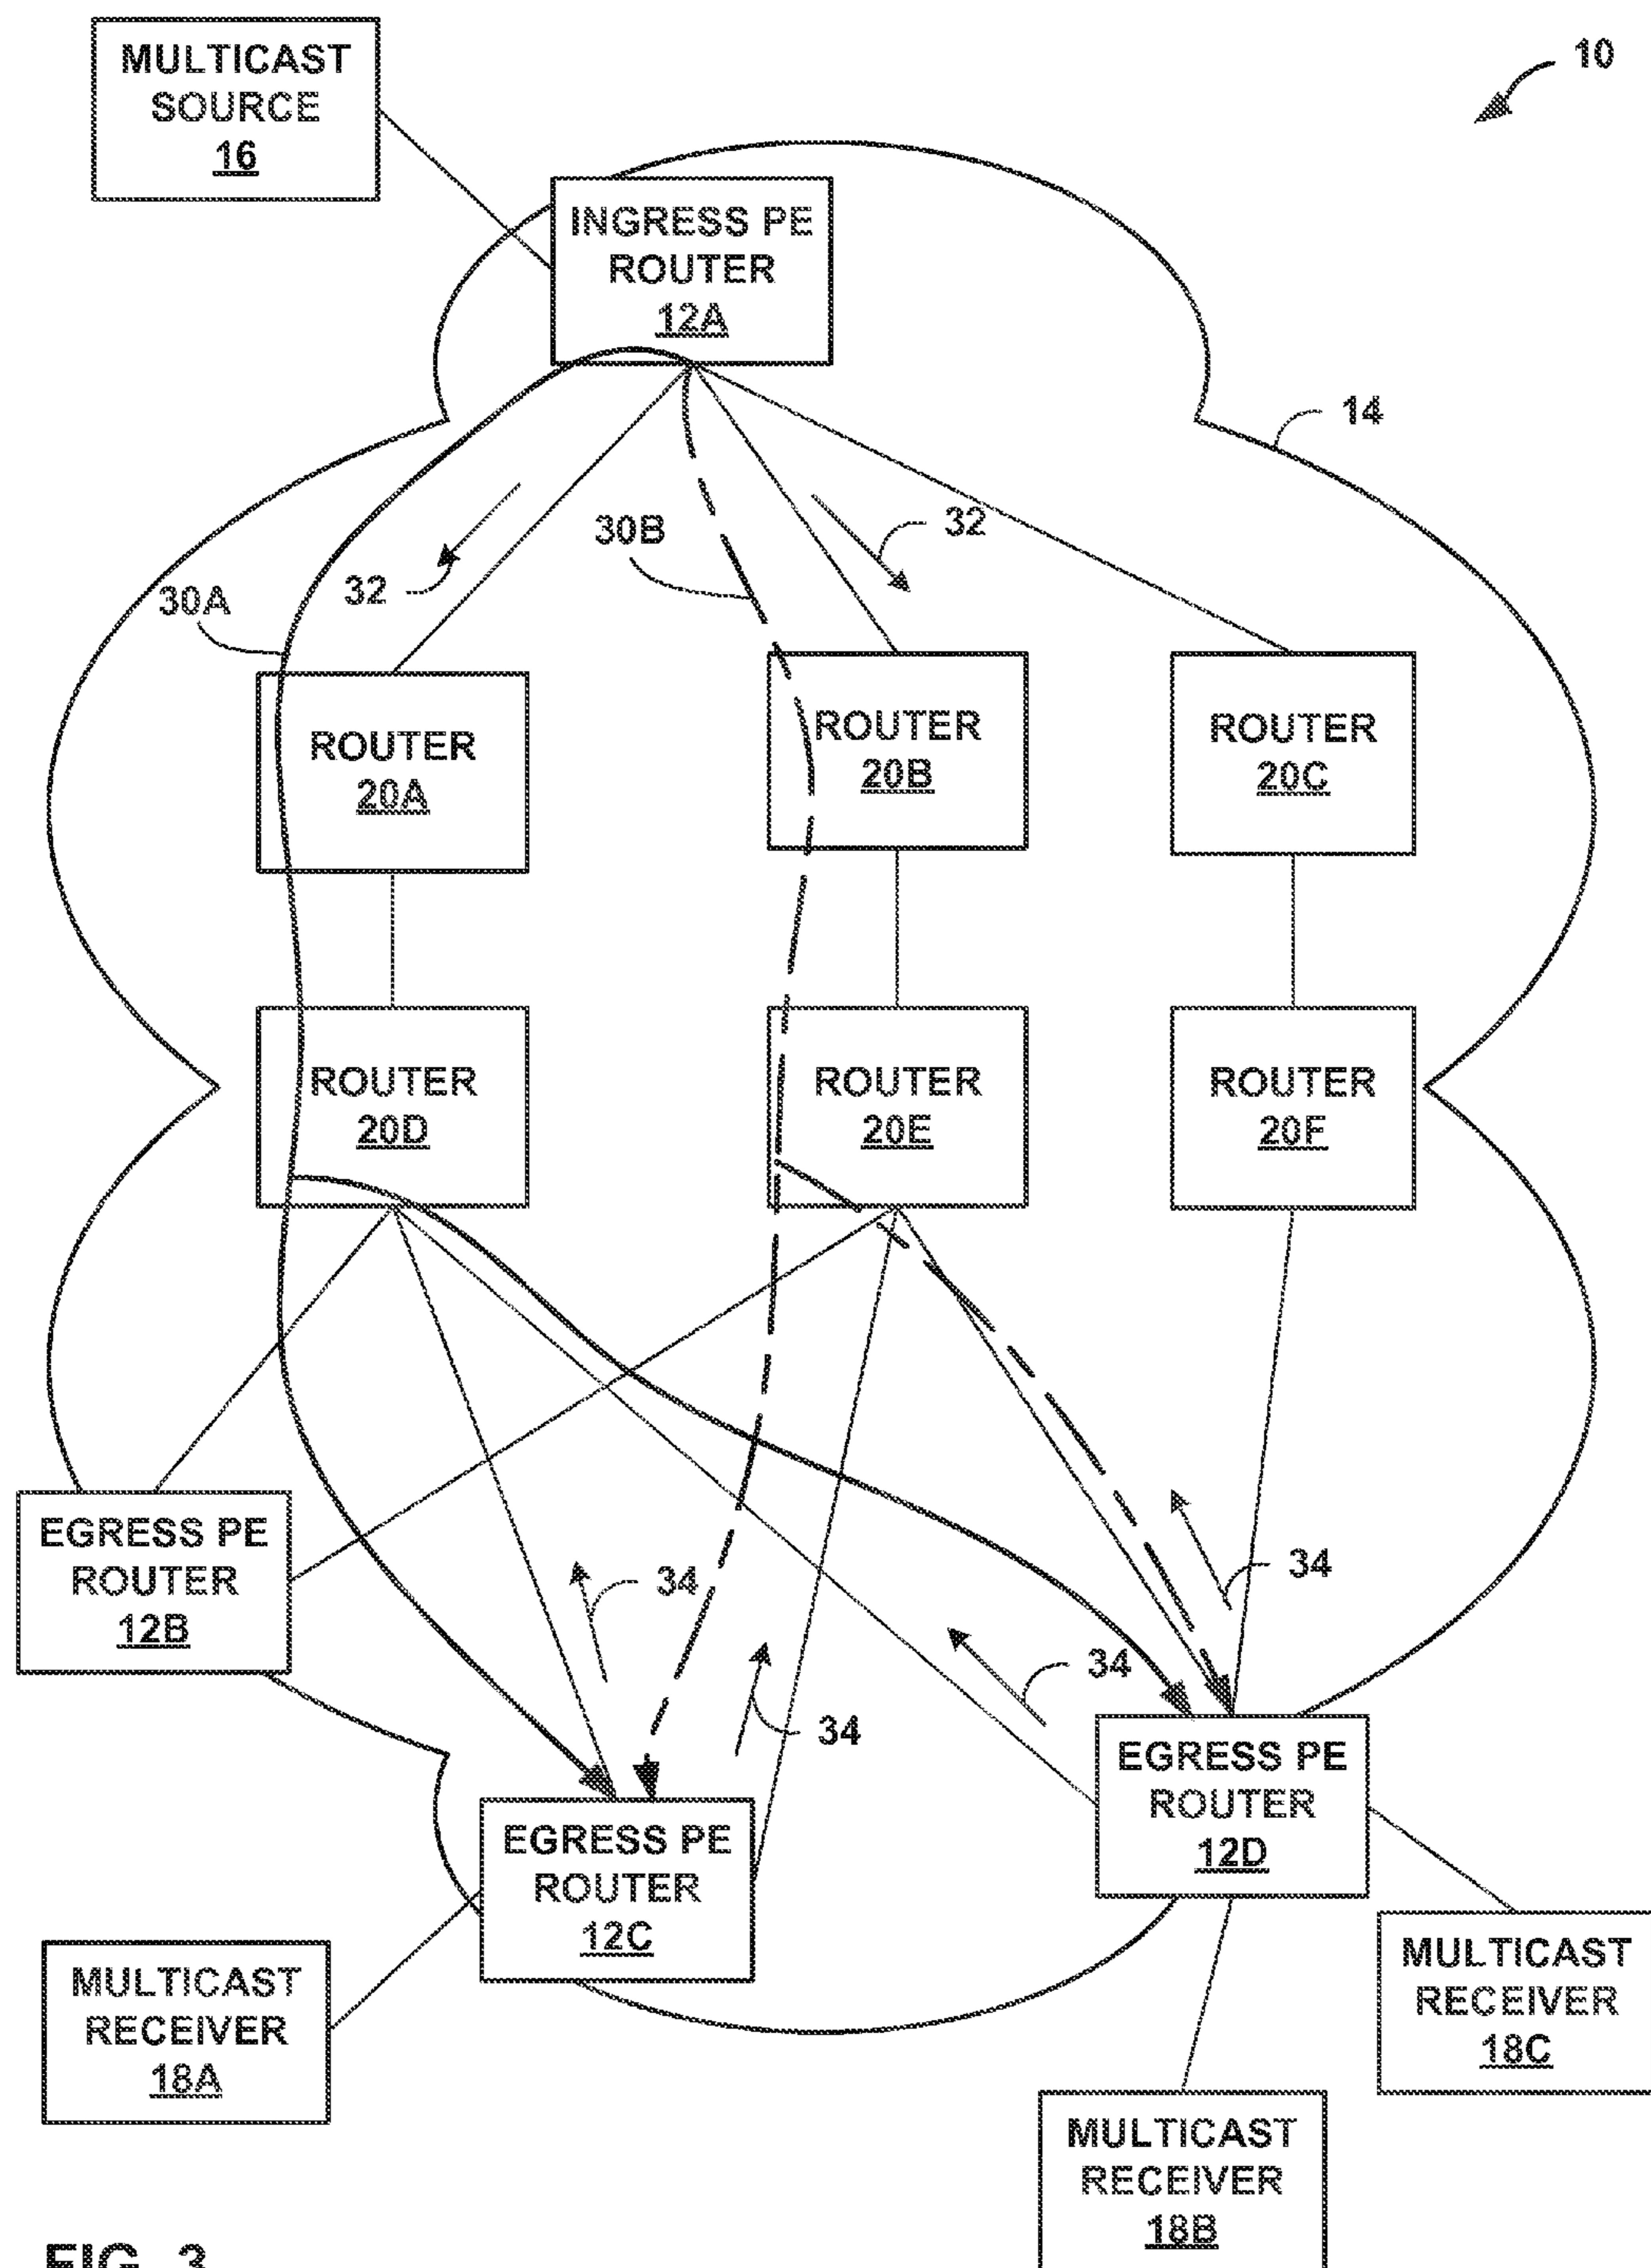 MULTICAST
SOURCE
16
10
INGRESS PE
ROUTER
12A
14
30B
32
32
30A
ROUTER
20A
ROUTER
20B
ROUTER
20C
ROUTER
20D
ROUTER
20E
ROUTER
20F
EGRESS PE
ROUTER
12B
34
34
34
34
EGRESS PE
ROUTER
12C
EGRESS PE
ROUTER
12D
MULTICAST
RECEIVER
18A
MULTICAST
RECEIVER
18C
MULTICAST
RECEIVER
18B
FIG. 3